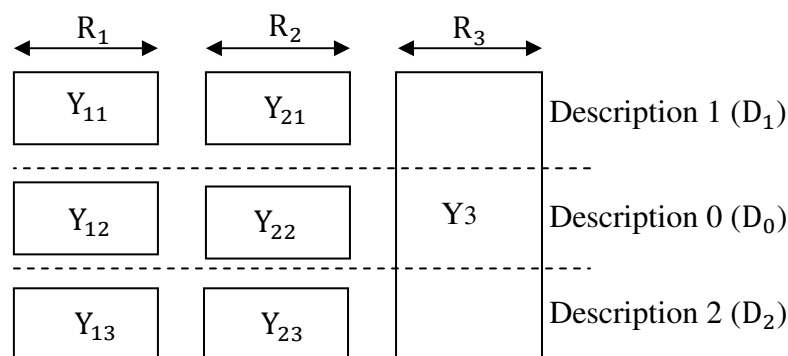 R₁ R₂ R₃
Y₁₁ Y₂₁ Description 1 (D₁)
Y₁₂ Y₂₂ Y3 Description 0 (D₀)
Y₁₃ Y₂₃ Description 2 (D₂)